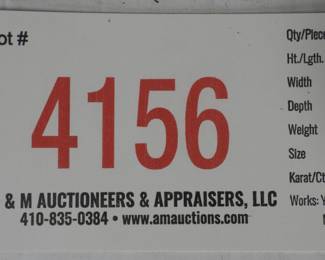 ot #
4156
& M AUCTIONEERS & APPRAISERS, LLC
410-835-0384 • www.amauctions.com
Qty/Piece
Ht./Lgth.
Width
Depth
Weight
Size
Karat/Ct
Works: Y